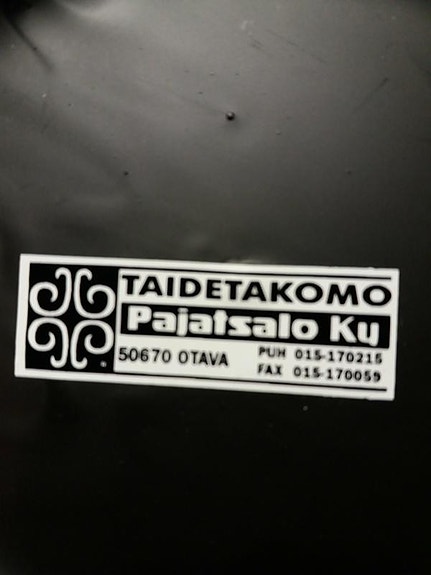 TAIDETAKOMO
Pajatsalo Ky
50670 OTAVA
PUH 015-170215
FAX 015-170059